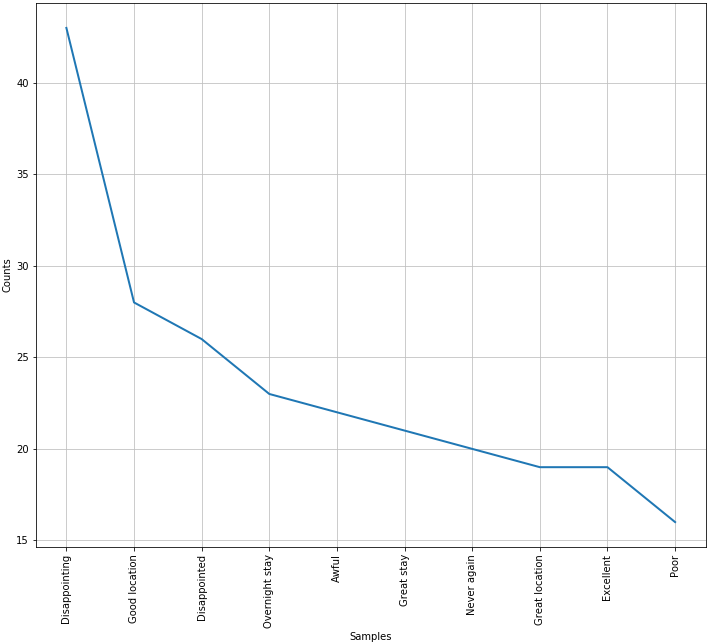 40
35
30
25
20
15
Counts
Disappointing
Good location
Disappointed
Overnight stay
Awful
Great stay
Never again
Great location
Excellent
Poor
Samples